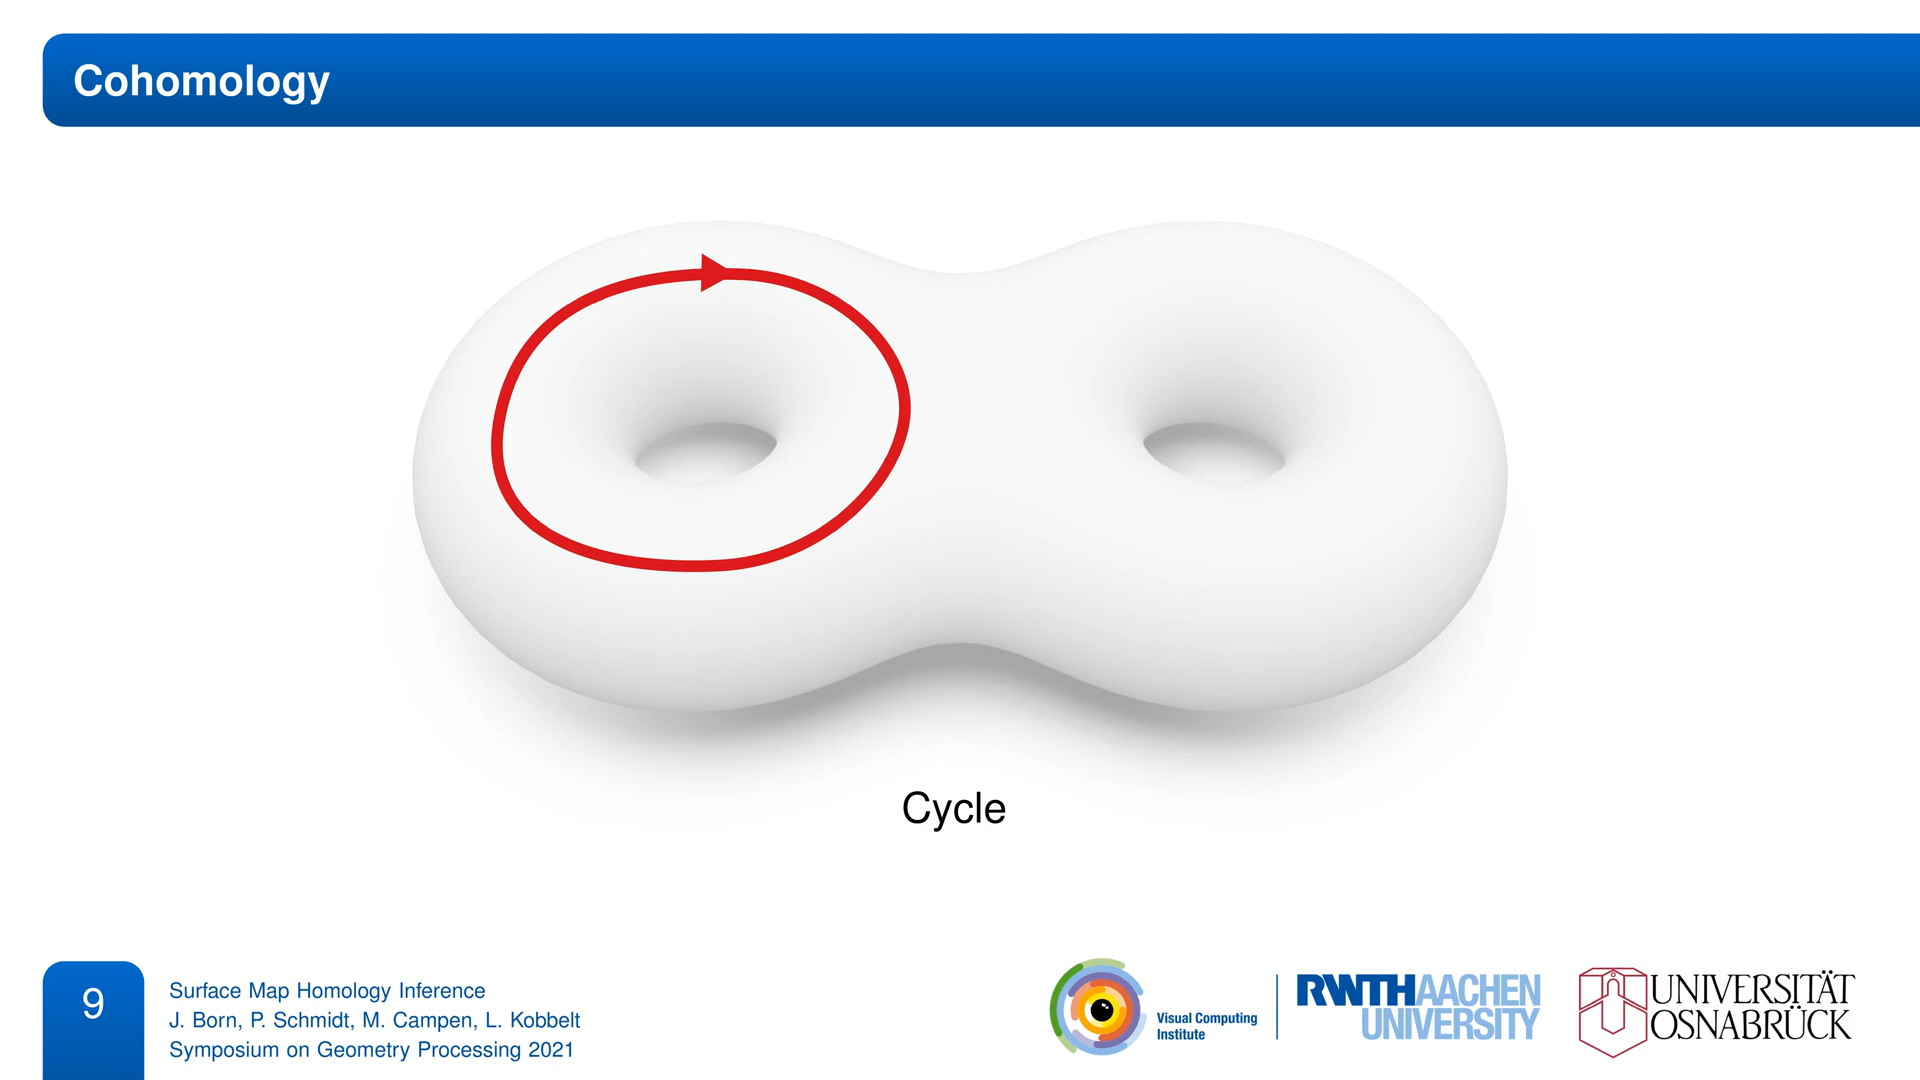 Cohomology
Cycle
9
Surface Map Homology Inference
J. Born, P. Schmidt, M. Campen, L. Kobbelt
Symposium on Geometry Processing 2021
Visual Computing
Institute
RWTHAACHEN
UNIVERSITY
UNIVERSITÄT
OSNABRÜCK